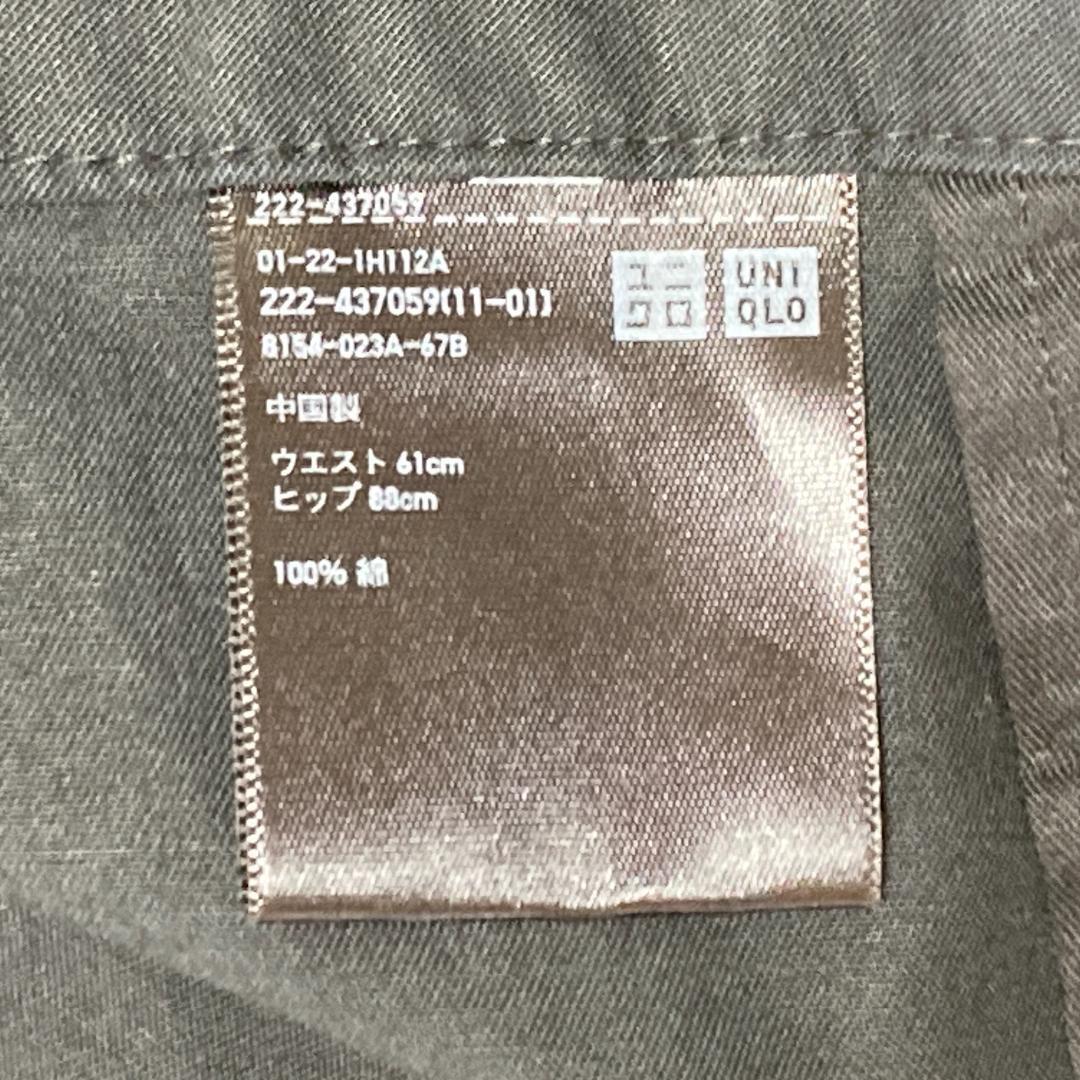 222-437059
01-22-1H112A
222-437059(11-01)
8154-023A-67B
ユニ
クロ
UNI
QLO
中国製
ウエスト 61cm
ヒップ 88cm
100% 綿